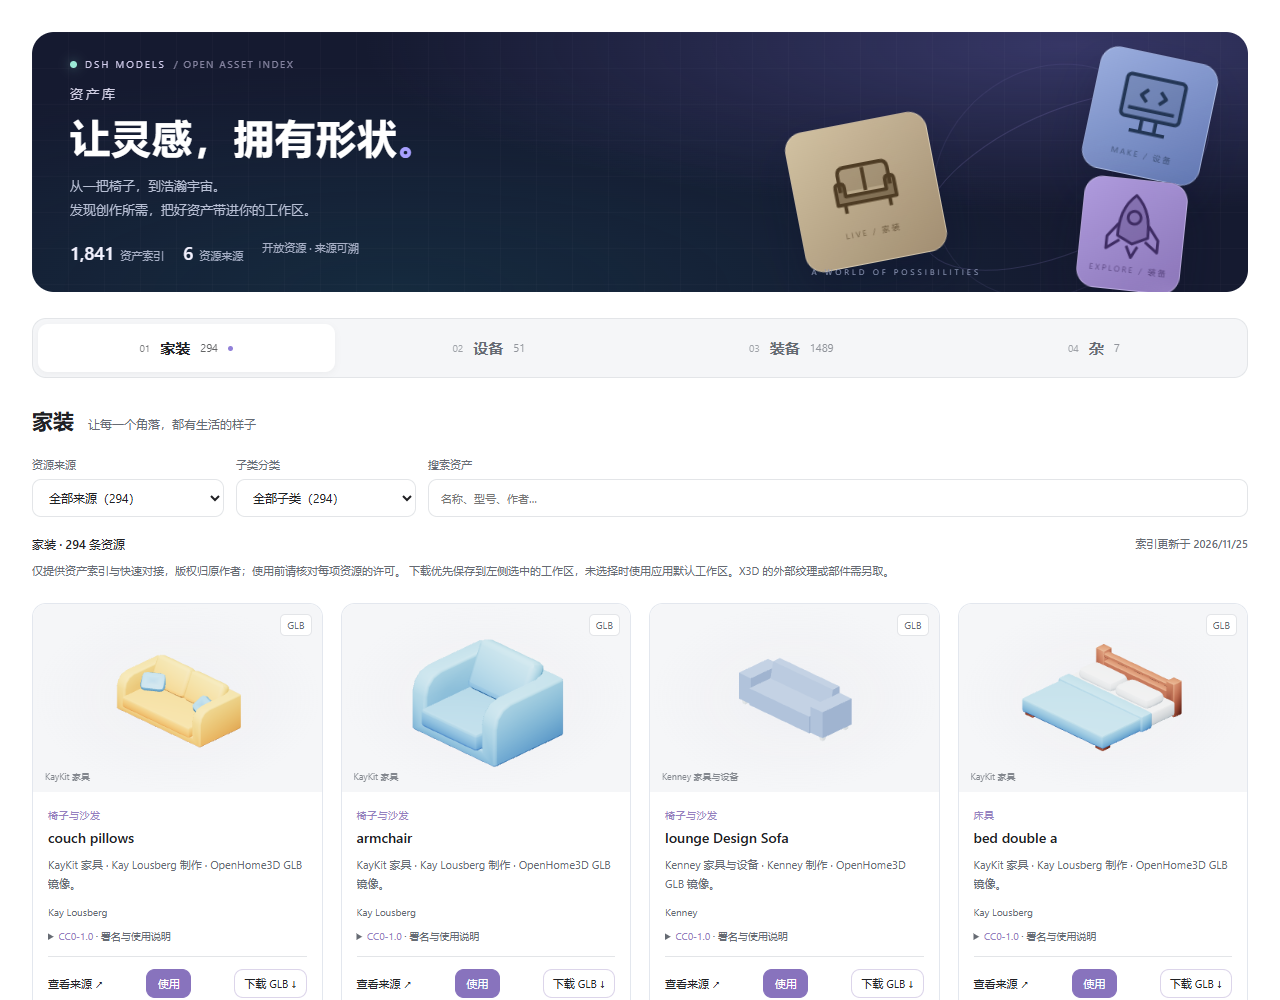 DSH MODELS / OPEN ASSET INDEX
资产库
让灵感，拥有形状。
从一把椅子，到浩瀚宇宙。
发现创作所需，把好资产带进你的工作区。
1,841 资产索引 6 资源来源 开放资源 · 来源可溯
MAKE / 设备
LIVE / 家装
EXPLORE / 装备
A WORLD OF POSSIBILITIES
01 家装 294
02 设备 51
03 装备 1489
04 杂 7
家装 让每一个角落，都有生活的样子
资源来源 子类分类 搜索资产
全部来源（294） 全部子类（294） 名称、型号、作者...
家装 · 294 条资源 索引更新于 2026/11/25
仅提供资产索引与快速对接，版权归原作者；使用前请核对每项资源的许可。 下载优先保存到左侧选中的工作区，未选择时使用应用默认工作区。X3D 的外部纹理或部件需另取。
GLB
KayKit 家具
椅子与沙发
couch pillows
KayKit 家具 · Kay Lousberg 制作 · OpenHome3D GLB
镜像。
Kay Lousberg
▶ CC0-1.0 · 署名与使用说明
查看来源 ↗ 使用 下载 GLB ↓
GLB
KayKit 家具
椅子与沙发
armchair
KayKit 家具 · Kay Lousberg 制作 · OpenHome3D GLB
镜像。
Kay Lousberg
▶ CC0-1.0 · 署名与使用说明
查看来源 ↗ 使用 下载 GLB ↓
GLB
Kenney 家具与设备
椅子与沙发
lounge Design Sofa
Kenney 家具与设备 · Kenney 制作 · OpenHome3D
GLB 镜像。
Kenney
▶ CC0-1.0 · 署名与使用说明
查看来源 ↗ 使用 下载 GLB ↓
GLB
KayKit 家具
床具
bed double a
KayKit 家具 · Kay Lousberg 制作 · OpenHome3D GLB
镜像。
Kay Lousberg
▶ CC0-1.0 · 署名与使用说明
查看来源 ↗ 使用 下载 GLB ↓